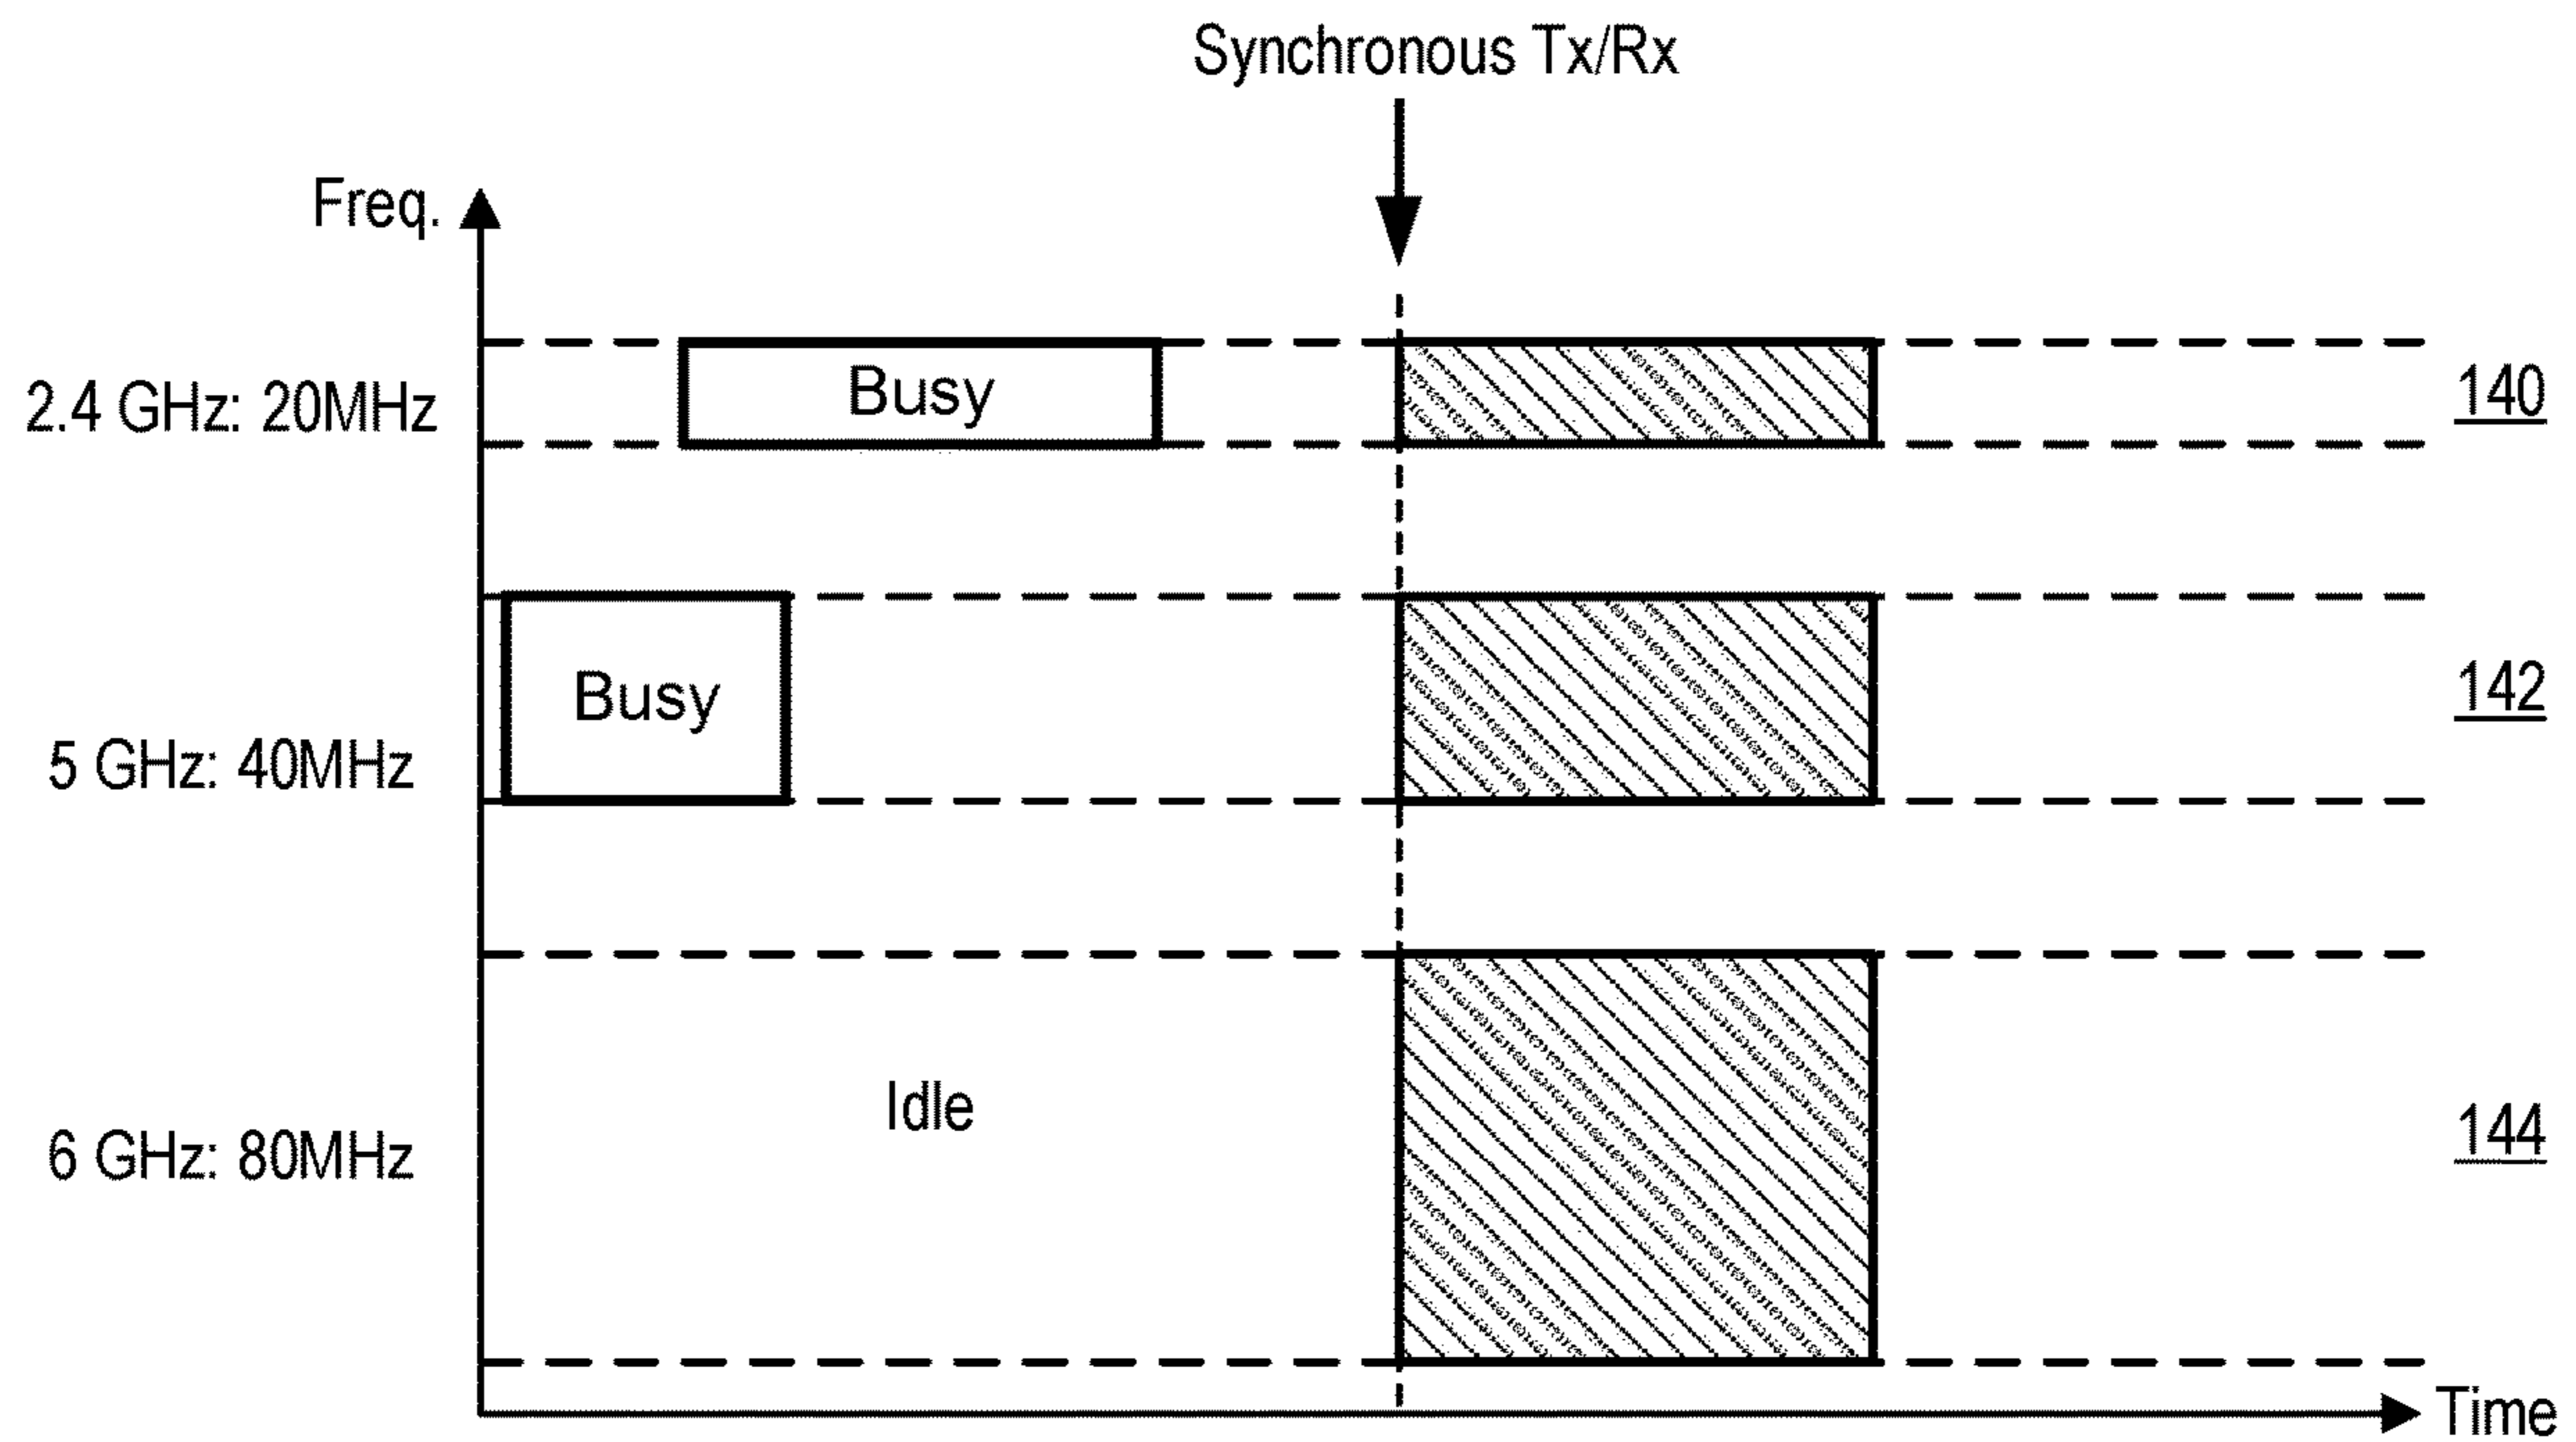 Synchronous Tx/Rx
Freq.
2.4 GHz: 20MHz
Busy
140
5 GHz: 40MHz
Busy
142
6 GHz: 80MHz
Idle
144
Time